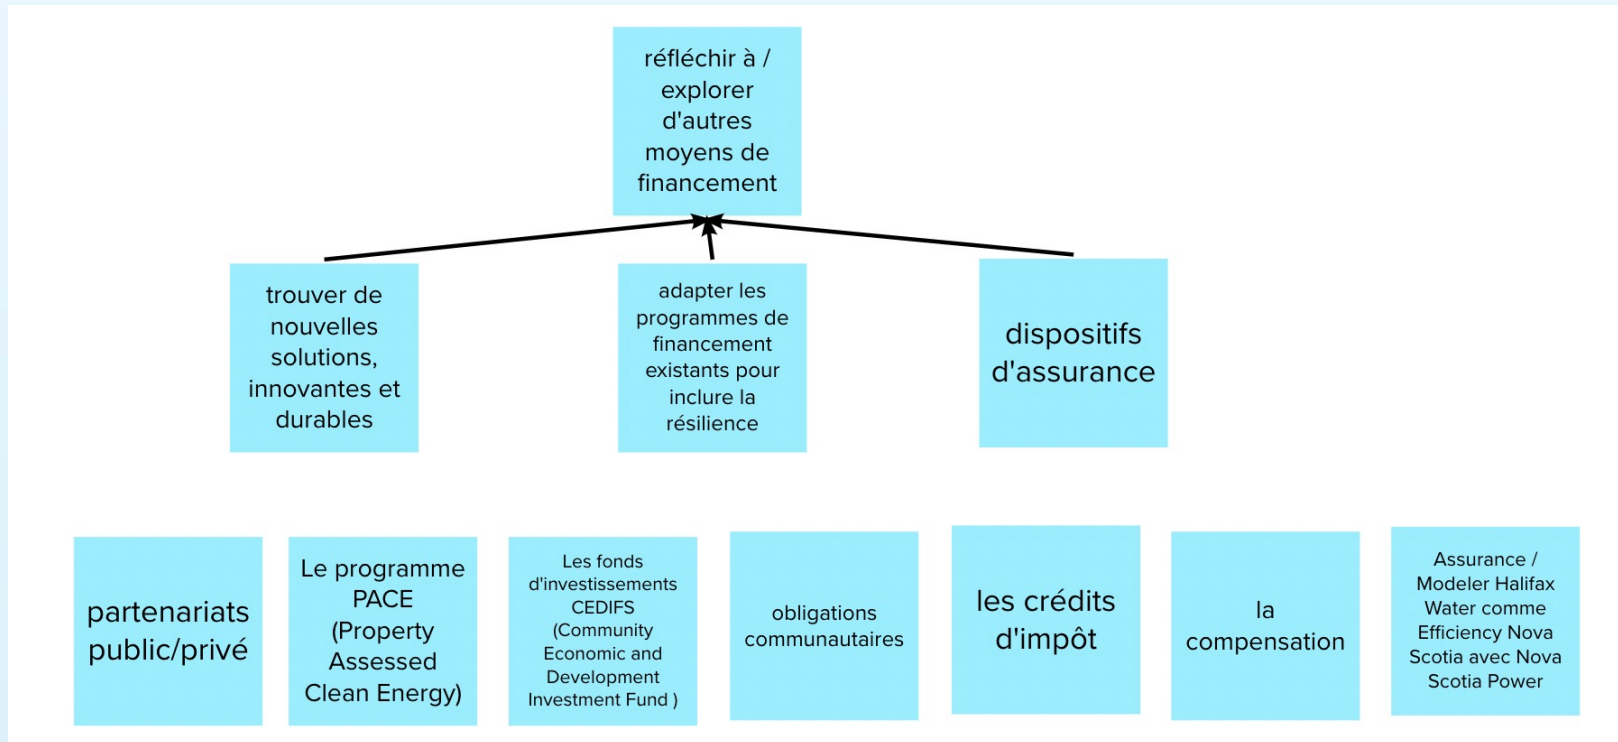 réfléchir à /
explorer
d'autres
moyens de
financement
trouver de
nouvelles
solutions,
innovantes et
durables
adapter les
programmes de
financement
existants pour
inclure la
résilience
dispositifs
d'assurance
partenariats
public/privé
Le programme
PACE
(Property
Assessed
Clean Energy)
Les fonds
d'investissements
CEDIFS
(Community
Economic and
Development
Investment Fund )
obligations
communautaires
les crédits
d'impôt
la
compensation
Assurance /
Modeler Halifax
Water comme
Efficiency Nova
Scotia avec Nova
Scotia Power